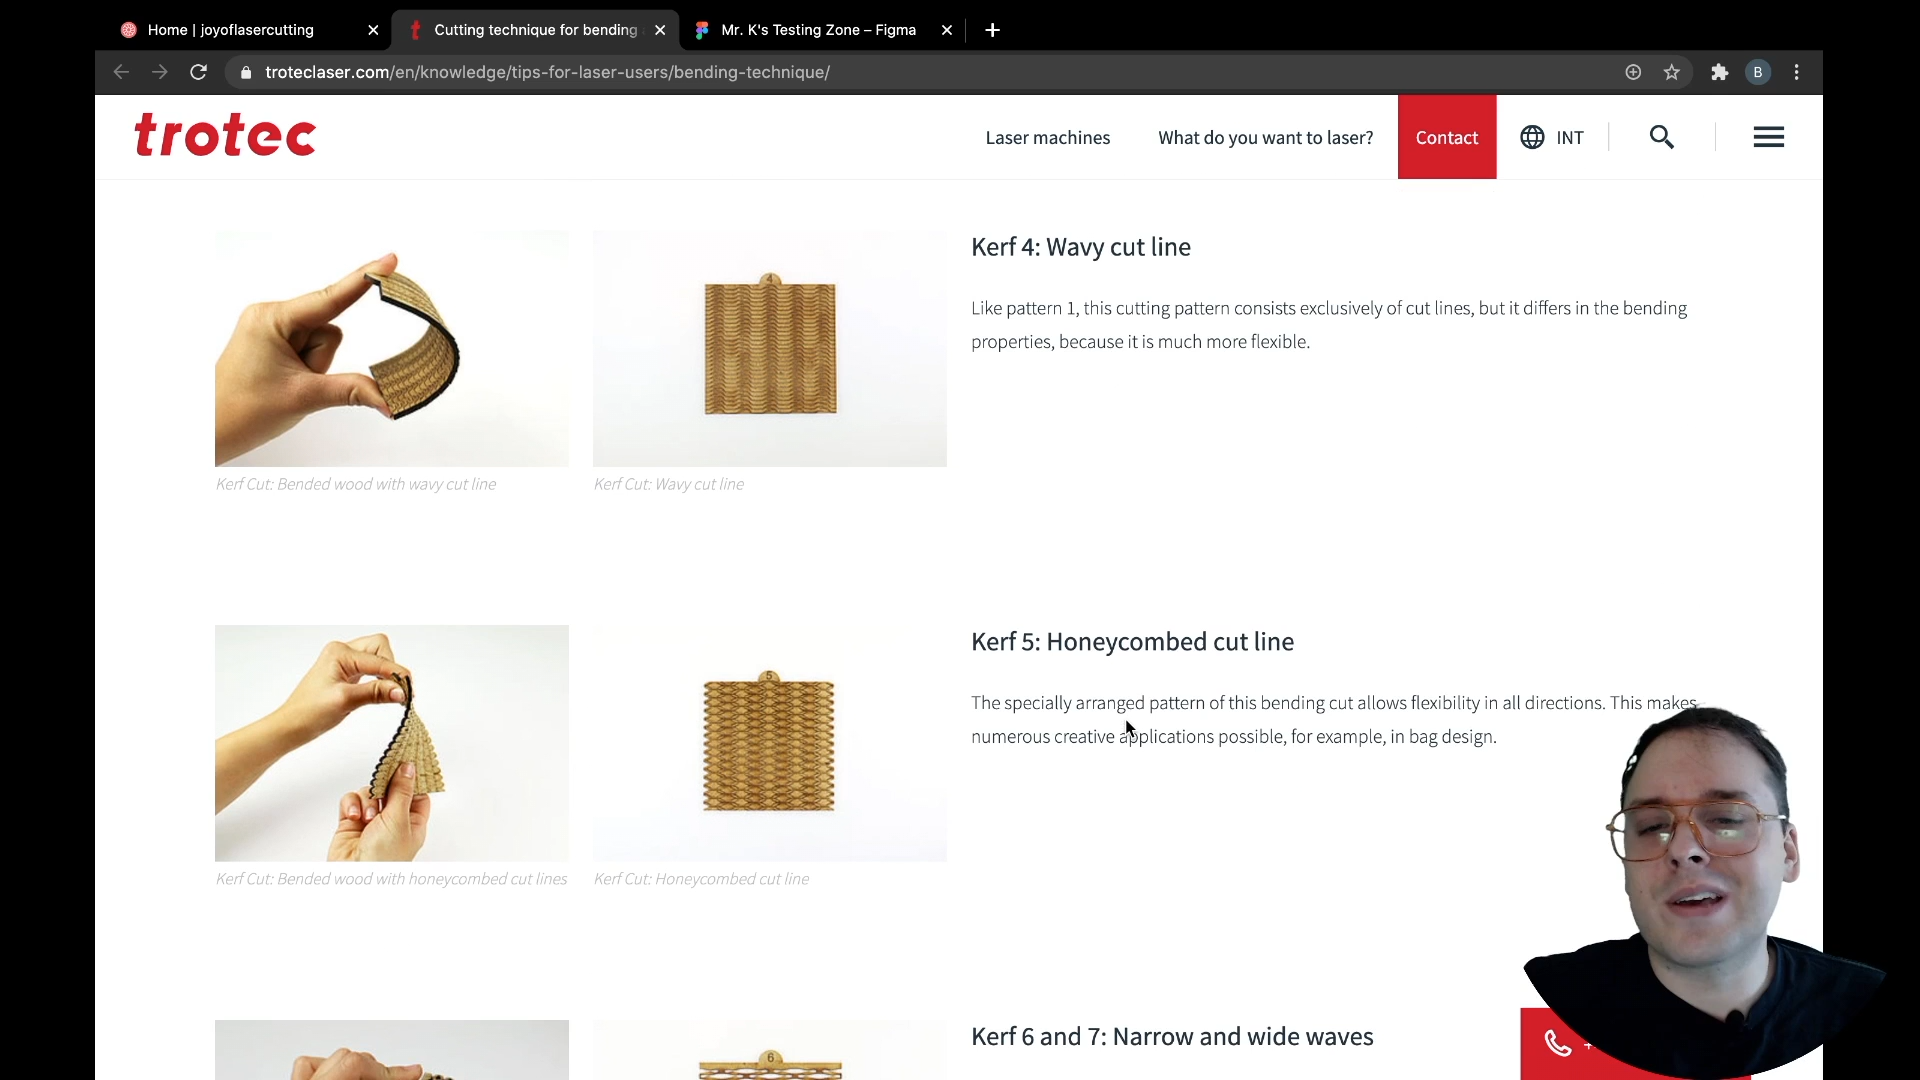 Home | joyoflasercutting
Cutting technique for bending
Mr. K's Testing Zone – Figma
troteclaser.com/en/knowledge/tips-for-laser-users/bending-technique/
B
trotec
Laser machines
What do you want to laser?
Contact
INT
4
Kerf 4: Wavy cut line
Like pattern 1, this cutting pattern consists exclusively of cut lines, but it differs in the bending
properties, because it is much more flexible.
Kerf Cut: Bended wood with wavy cut line
Kerf Cut: Wavy cut line
5
Kerf 5: Honeycombed cut line
The specially arranged pattern of this bending cut allows flexibility in all directions. This makes
numerous creative applications possible, for example, in bag design.
Kerf Cut: Bended wood with honeycombed cut lines
Kerf Cut: Honeycombed cut line
6
Kerf 6 and 7: Narrow and wide waves
+